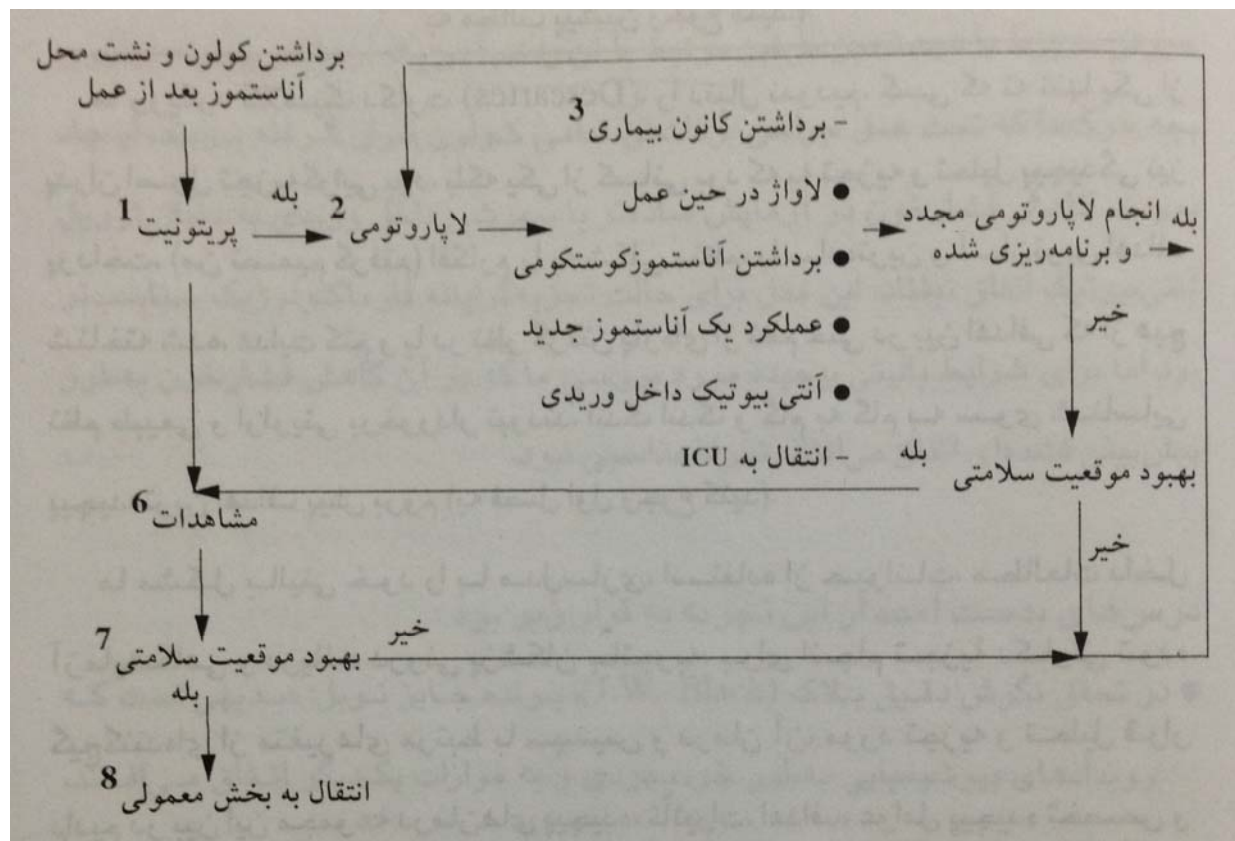 برداشتن کولون و نشت محل
آناستموز بعد از عمل
1 پریتونیت
بله
2 لاپاروتومی
3
- برداشتن کانون بیماری
● لاواژ در حین عمل
● برداشتن آناستموزکوستکومی
● عملکرد یک آناستموز جدید
● آنتی بیوتیک داخل وریدی
- انتقال به ICU
انجام لاپاروتومی مجدد
و برنامه‌ریزی شده
بله
خیر
بهبود موقعیت سلامتی
بله
خیر
6 مشاهدات
7 بهبود موقعیت سلامتی
خیر
بله
8 انتقال به بخش معمولی